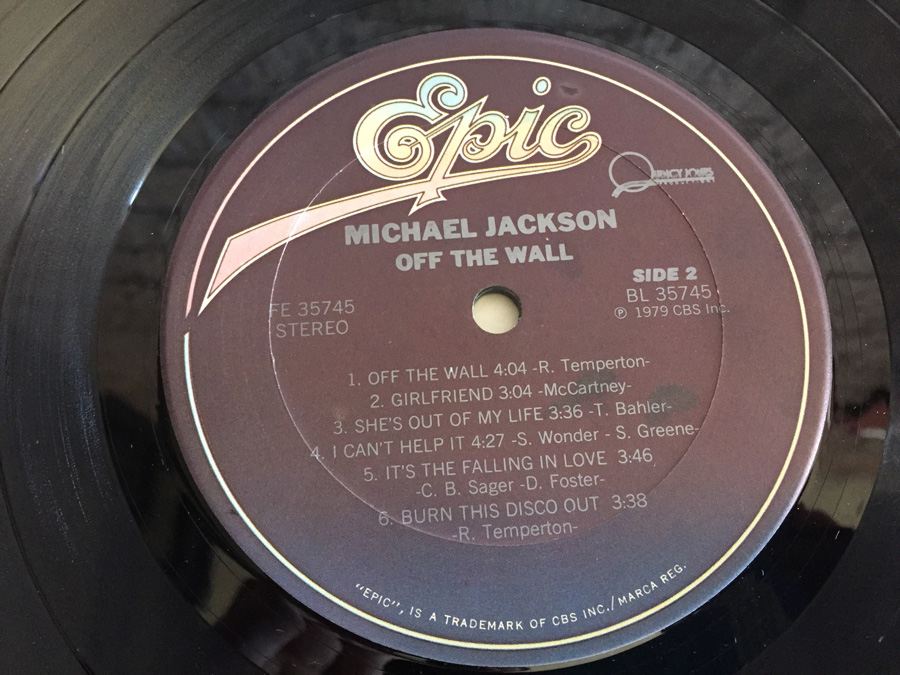 Epic
QUINCY JONES
PRODUCTIONS
MICHAEL JACKSON
OFF THE WALL
FE 35745
STEREO
SIDE 2
BL 35745
℗ 1979 CBS Inc.
1. OFF THE WALL 4:04 -R. Temperton-
2. GIRLFRIEND 3:04 -McCartney-
3. SHE'S OUT OF MY LIFE 3:36 -T. Bahler-
4. I CAN'T HELP IT 4:27 -S. Wonder - S. Greene-
5. IT'S THE FALLING IN LOVE 3:46
-C. B. Sager -D. Foster-
6. BURN THIS DISCO OUT 3:38
-R. Temperton-
"EPIC", IS A TRADEMARK OF CBS INC./MARCA REG.